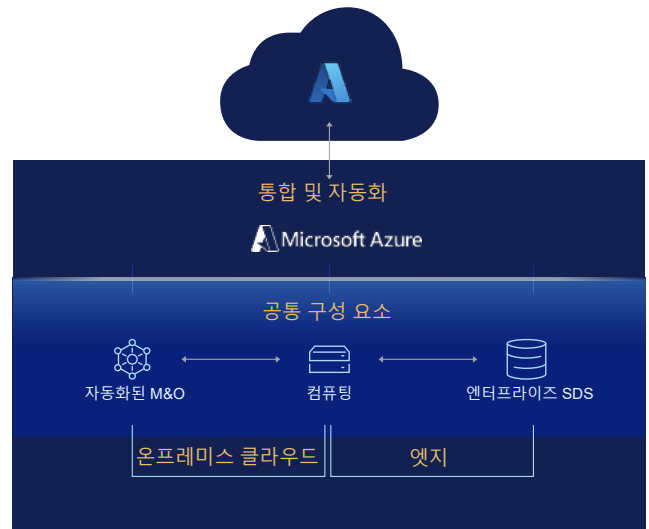 통합 및 자동화
Microsoft Azure
공통 구성 요소
자동화된 M&O
컴퓨팅
엔터프라이즈 SDS
온프레미스 클라우드
엣지